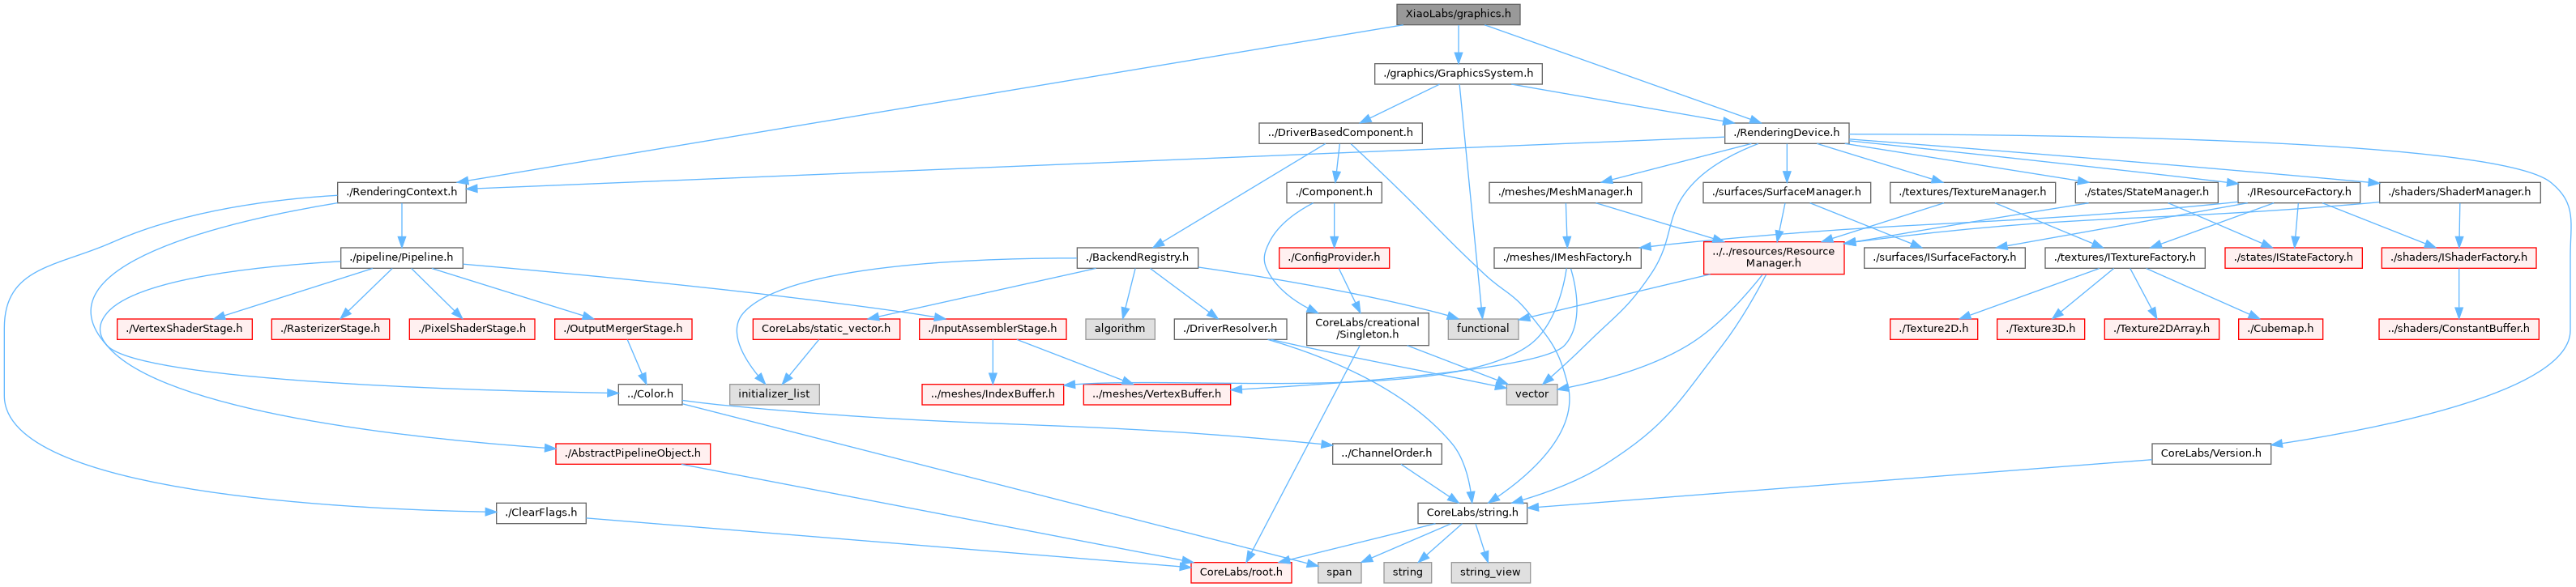 XiaoLabs/graphics.h
./graphics/GraphicsSystem.h
../DriverBasedComponent.h
./RenderingDevice.h
./RenderingContext.h
./Component.h
./meshes/MeshManager.h
./surfaces/SurfaceManager.h
./textures/TextureManager.h
./states/StateManager.h
./IResourceFactory.h
./shaders/ShaderManager.h
./pipeline/Pipeline.h
./BackendRegistry.h
./ConfigProvider.h
./meshes/IMeshFactory.h
../../resources/Resource
Manager.h
./surfaces/ISurfaceFactory.h
./textures/ITextureFactory.h
./states/IStateFactory.h
./shaders/IShaderFactory.h
./VertexShaderStage.h
./RasterizerStage.h
./PixelShaderStage.h
./OutputMergerStage.h
CoreLabs/static_vector.h
./InputAssemblerStage.h
algorithm
./DriverResolver.h
CoreLabs/creational
/Singleton.h
functional
./Texture2D.h
./Texture3D.h
./Texture2DArray.h
./Cubemap.h
../shaders/ConstantBuffer.h
../Color.h
initializer_list
../meshes/IndexBuffer.h
../meshes/VertexBuffer.h
vector
./AbstractPipelineObject.h
../ChannelOrder.h
CoreLabs/Version.h
./ClearFlags.h
CoreLabs/string.h
CoreLabs/root.h
span
string
string_view